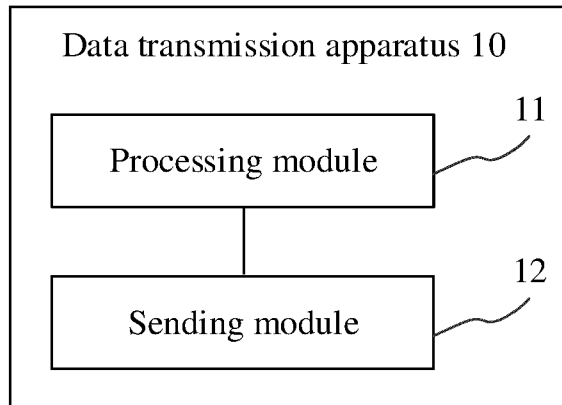 Data transmission apparatus 10
11
Processing module
12
Sending module